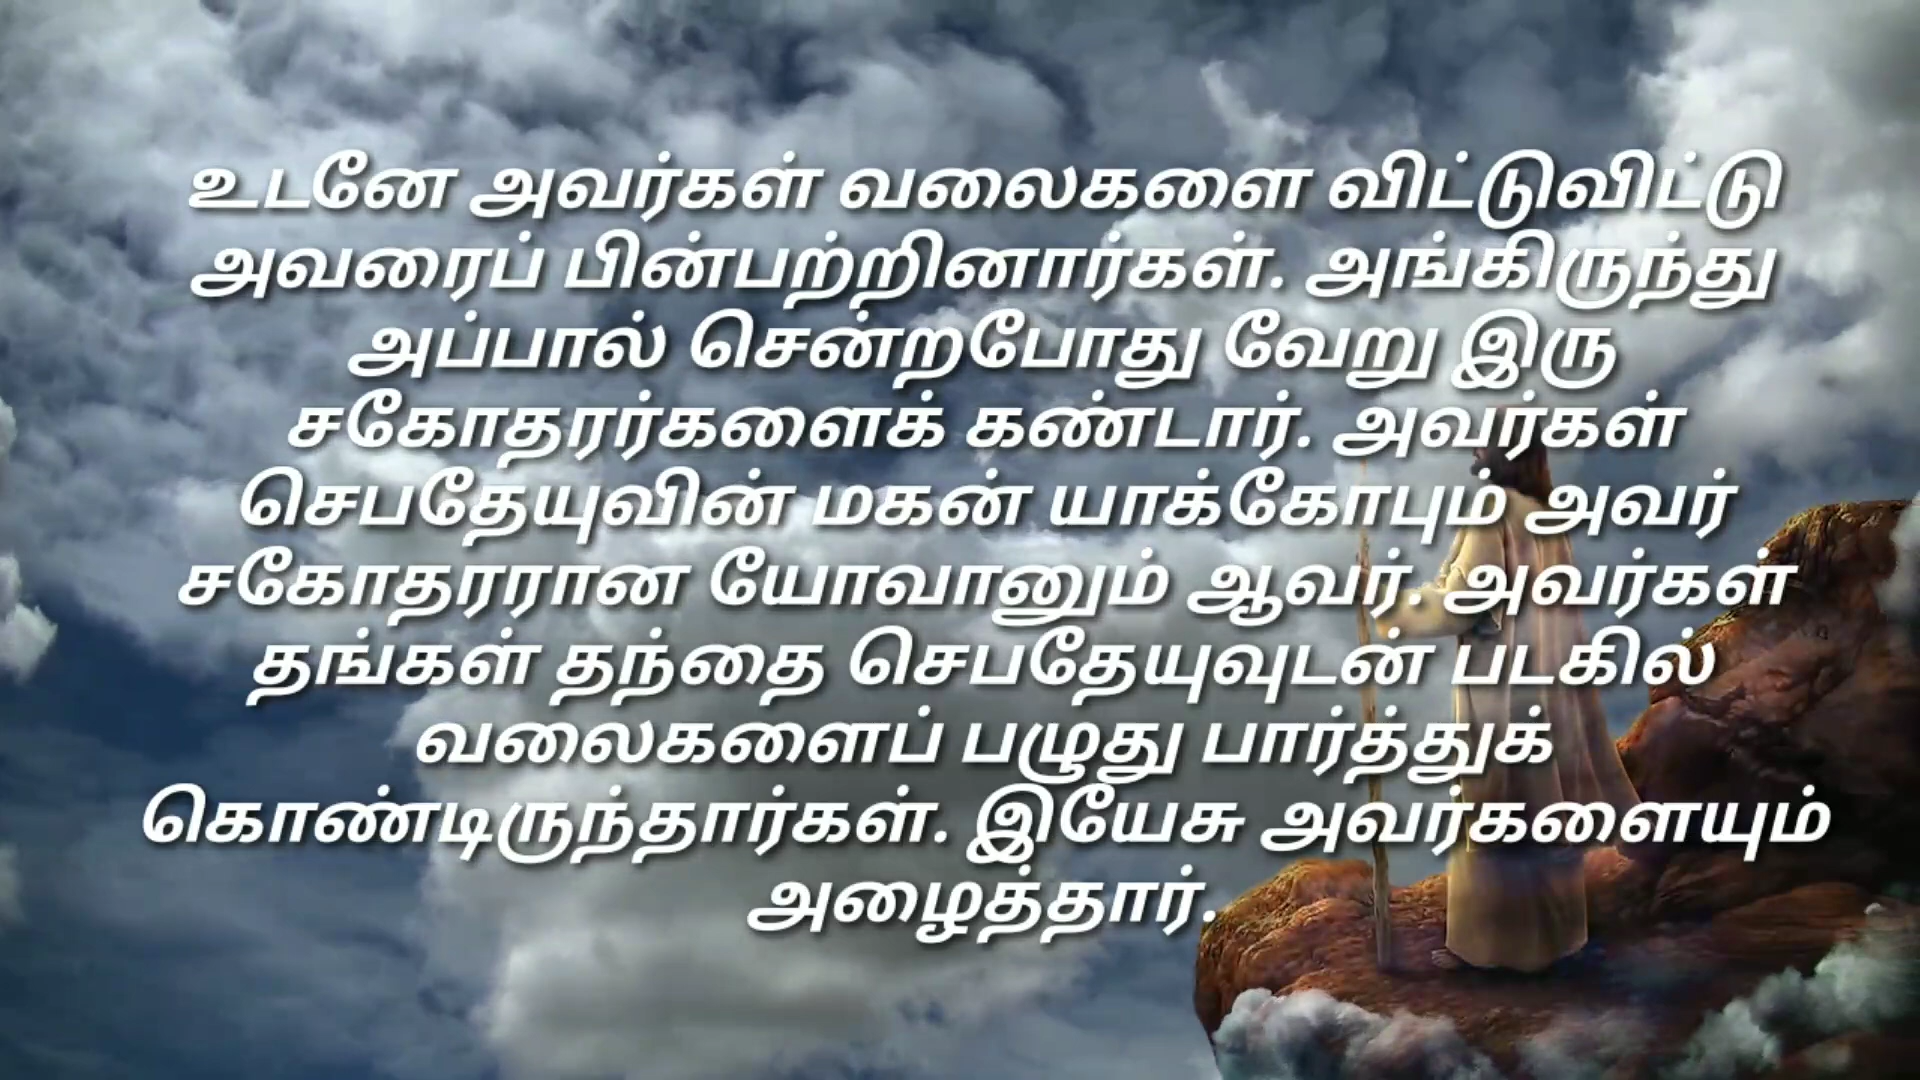 உடனே அவர்கள் வலைகளை விட்டுவிட்டு
அவரைப் பின்பற்றினார்கள். அங்கிருந்து
அப்பால் சென்றபோது வேறு இரு
சகோதரர்களைக் கண்டார். அவர்கள்
செபதேயுவின் மகன் யாக்கோபும் அவர்
சகோதரரான யோவானும் ஆவர். அவர்கள்
தங்கள் தந்தை செபதேயுவுடன் படகில்
வலைகளைப் பழுது பார்த்துக்
கொண்டிருந்தார்கள். இயேசு அவர்களையும்
அழைத்தார்.